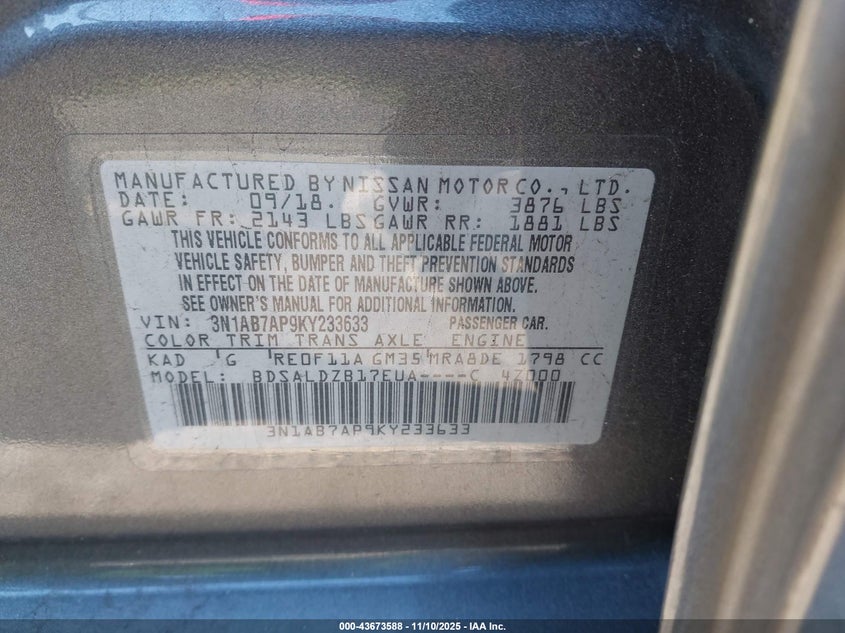 MANUFACTURED BY NISSAN MOTOR CO., LTD.
DATE: 09/18. GVWR: 3876 LBS
GAWR FR: 2143 LBS GAWR RR: 1881 LBS
THIS VEHICLE CONFORMS TO ALL APPLICABLE FEDERAL MOTOR
VEHICLE SAFETY, BUMPER AND THEFT PREVENTION STANDARDS
IN EFFECT ON THE DATE OF MANUFACTURE SHOWN ABOVE.
SEE OWNER'S MANUAL FOR ADDITIONAL INFORMATION.
VIN: 3N1AB7AP9KY233633 PASSENGER CAR.
COLOR TRIM TRANS AXLE ENGINE
KAD G RE0F11A GM35 MRA8DE 1798 CC
MODEL: BDSALDZB17EUA----C 4Z000
3N1AB7AP9KY233633
000-43673588 - 11/10/2025 - IAA Inc.